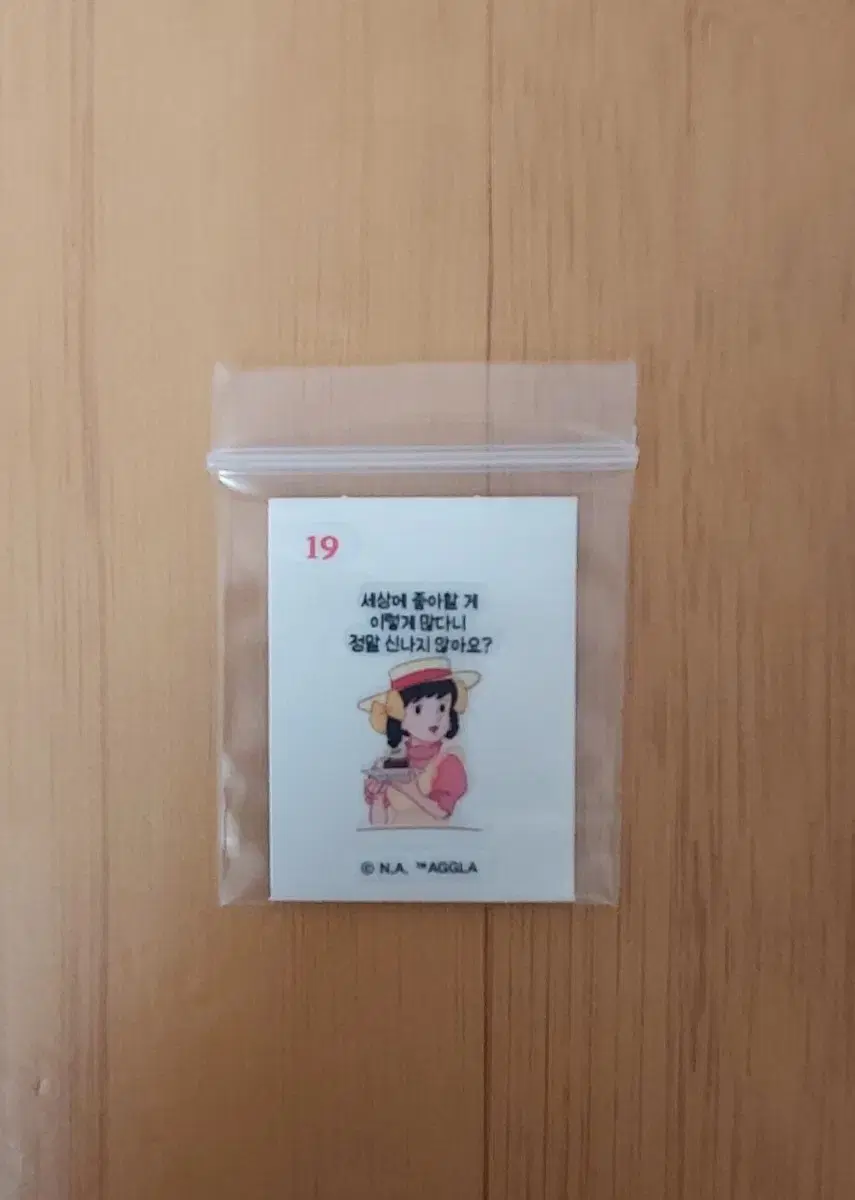 19
세상에 좋아할 게
이렇게 많다니
정말 신나지 않아요?
© N.A. ™AGGLA